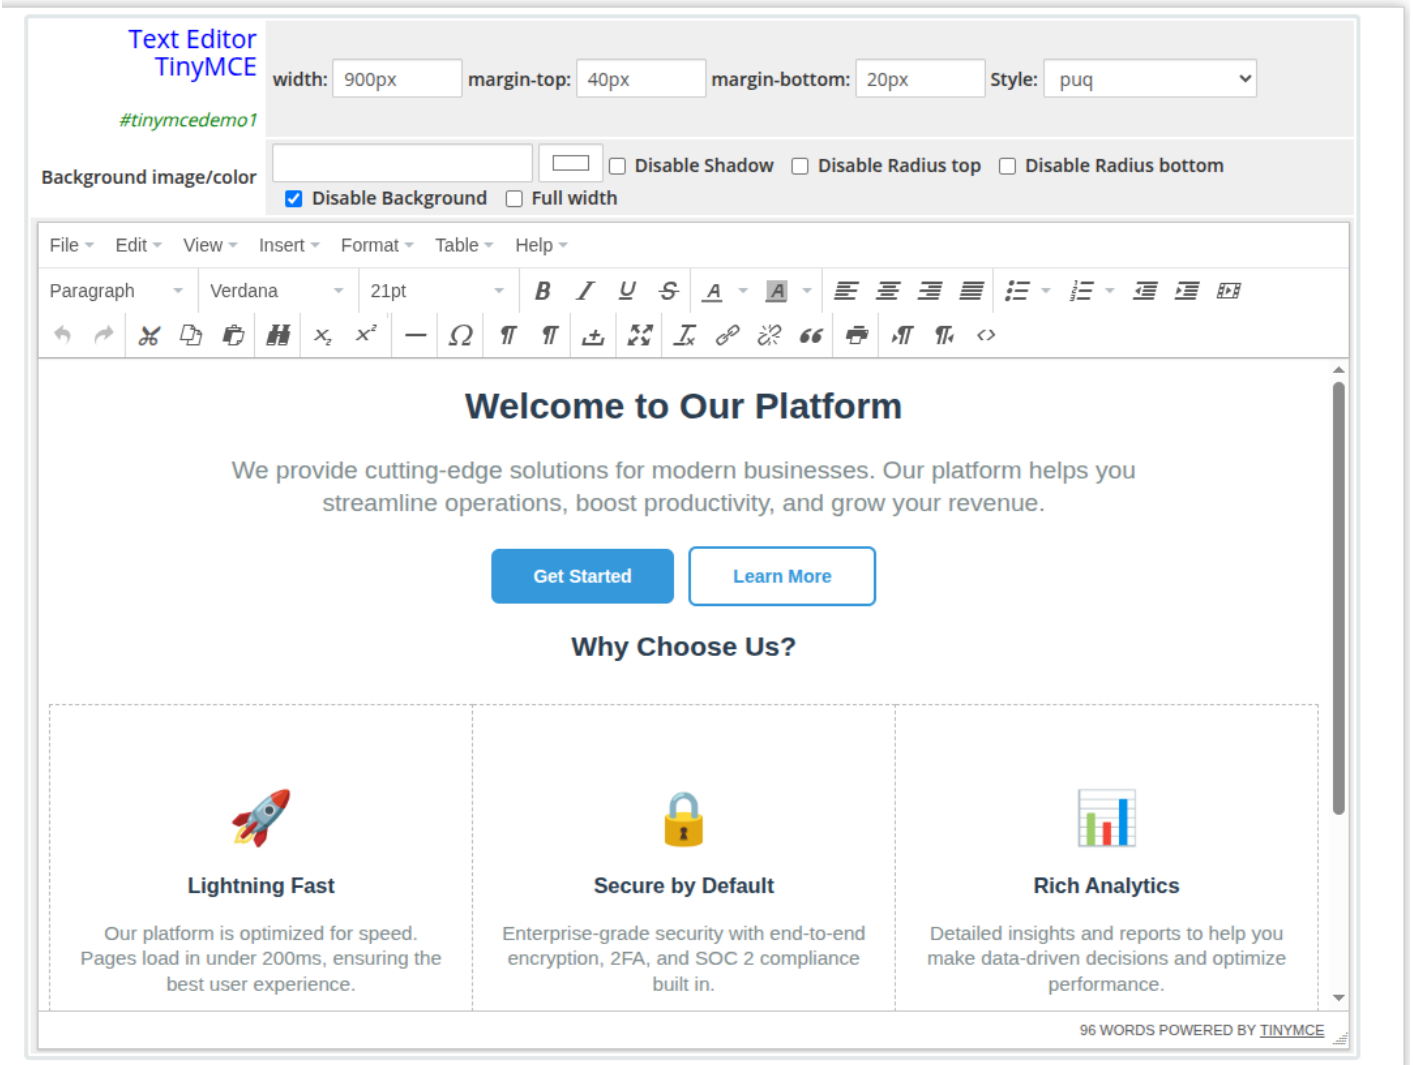 Text Editor
TinyMCE
#tinymcedemo1
width: 900px margin-top: 40px margin-bottom: 20px Style: puq
Background image/color
Disable Shadow Disable Radius top Disable Radius bottom
Disable Background Full width
File Edit View Insert Format Table Help
Paragraph Verdana 21pt B I U S A A
Welcome to Our Platform
We provide cutting-edge solutions for modern businesses. Our platform helps you
streamline operations, boost productivity, and grow your revenue.
Get Started Learn More
Why Choose Us?
Lightning Fast
Our platform is optimized for speed.
Pages load in under 200ms, ensuring the
best user experience.
Secure by Default
Enterprise-grade security with end-to-end
encryption, 2FA, and SOC 2 compliance
built in.
Rich Analytics
Detailed insights and reports to help you
make data-driven decisions and optimize
performance.
96 WORDS POWERED BY TINYMCE